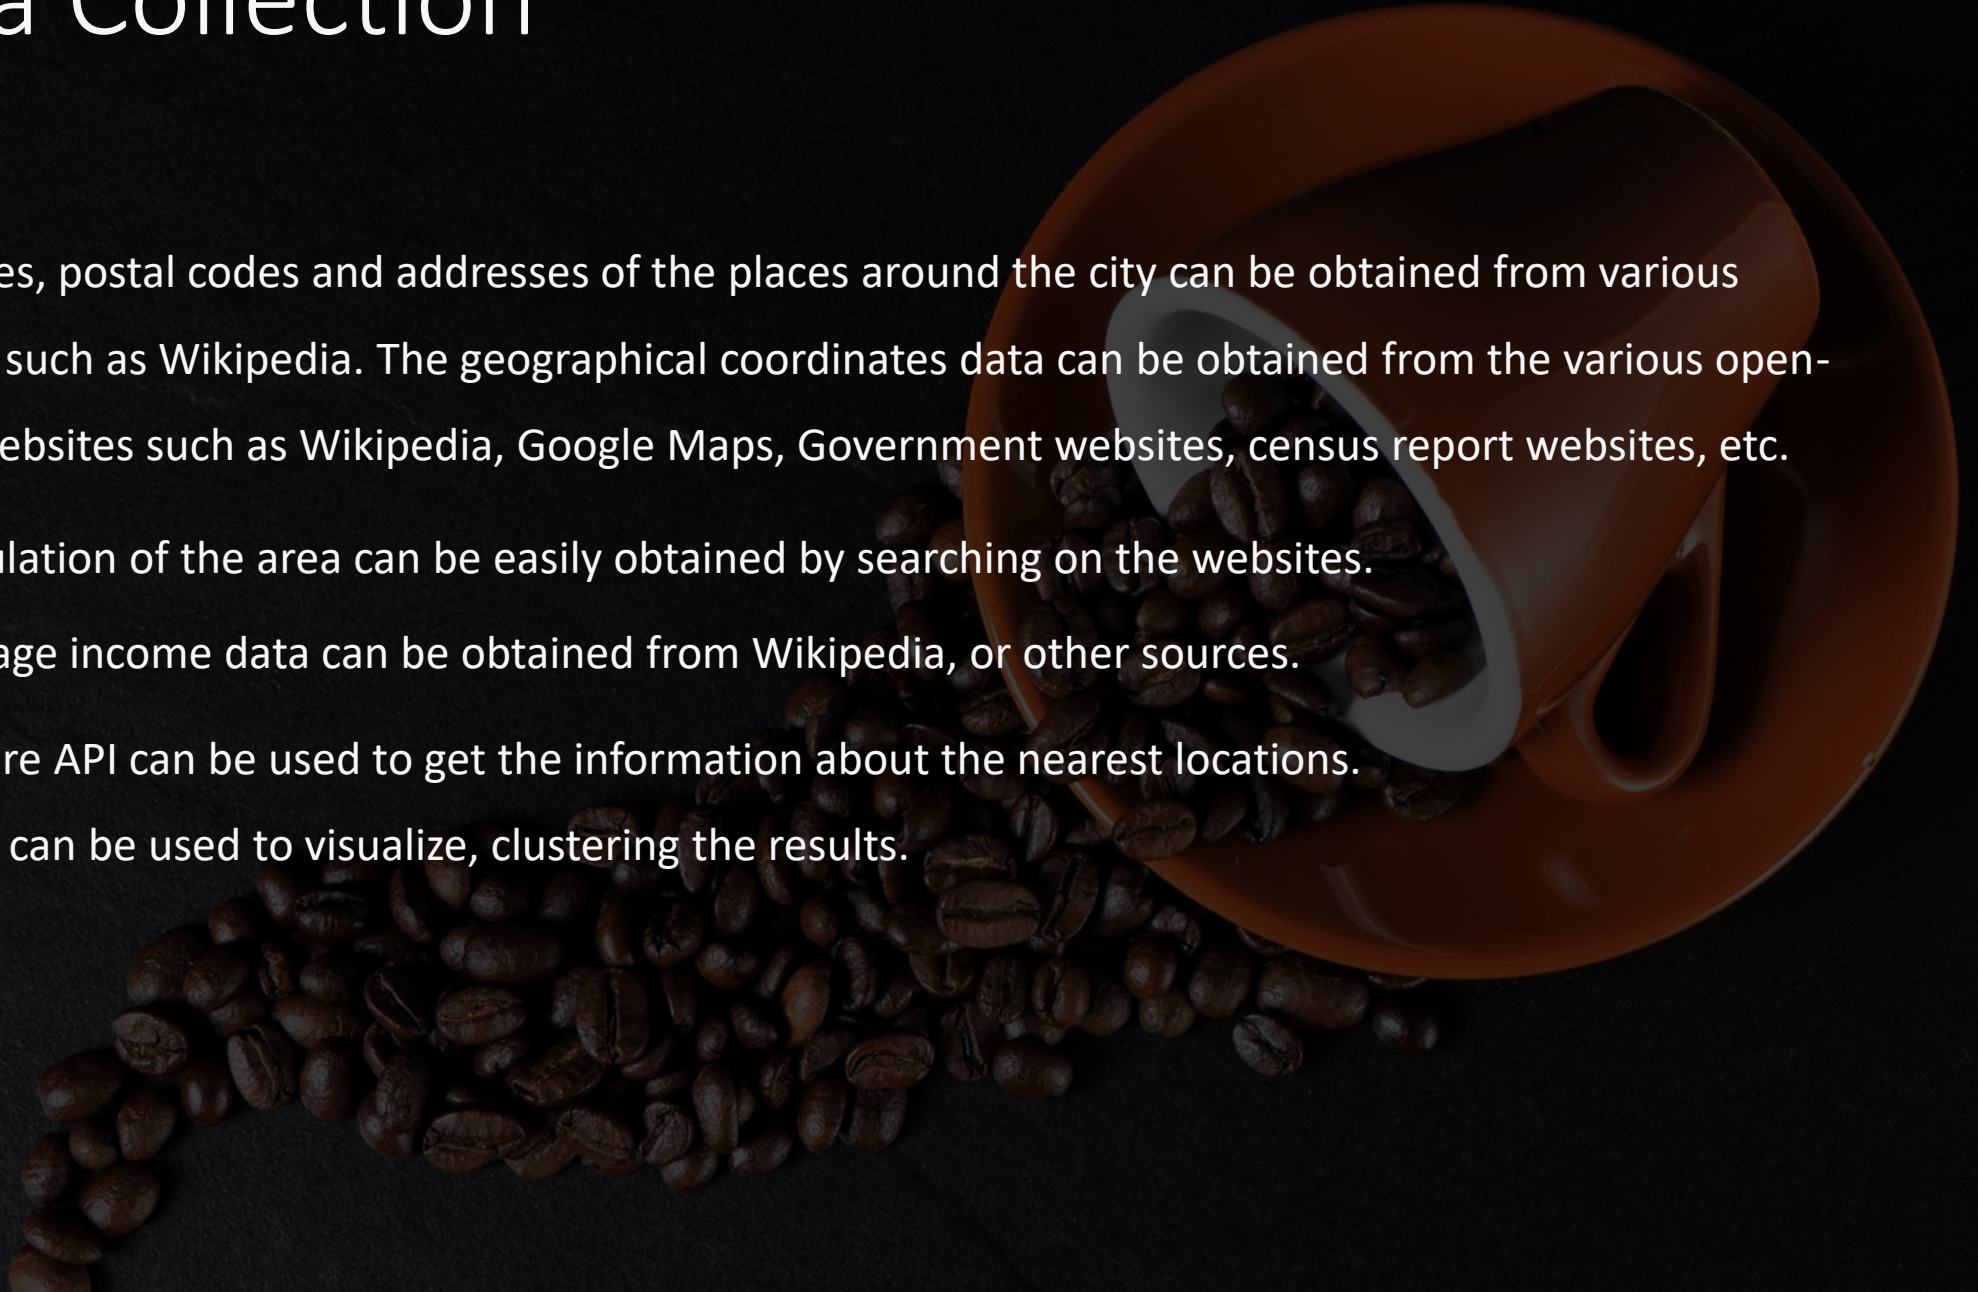 a Collection
es, postal codes and addresses of the places around the city can be obtained from various
such as Wikipedia. The geographical coordinates data can be obtained from the various open-
ebsites such as Wikipedia, Google Maps, Government websites, census report websites, etc.
ulation of the area can be easily obtained by searching on the websites.
age income data can be obtained from Wikipedia, or other sources.
re API can be used to get the information about the nearest locations.
can be used to visualize, clustering the results.